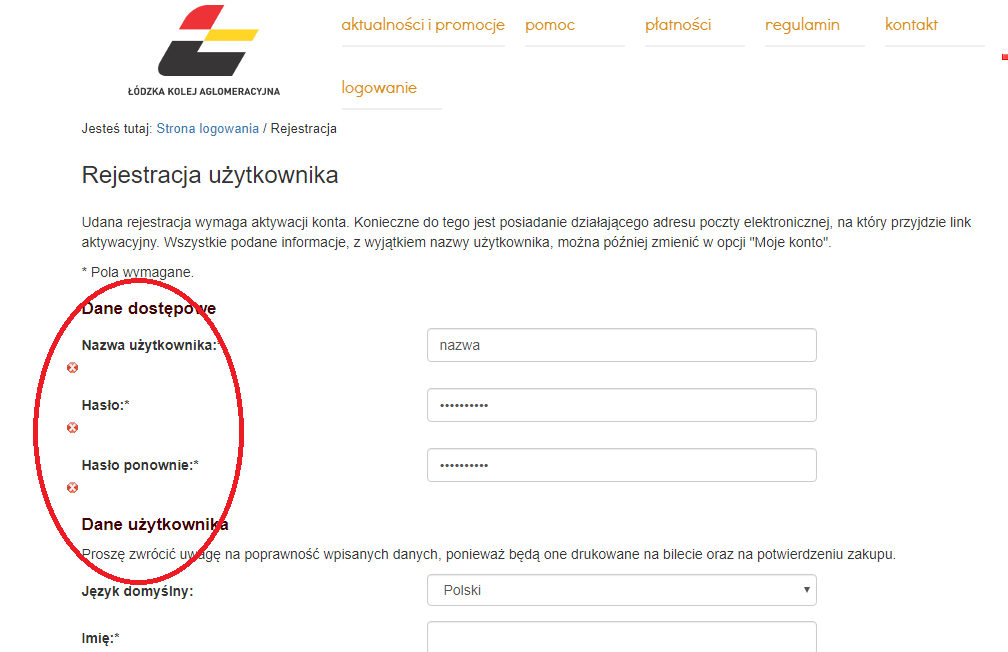 aktualności i promocje pomoc płatności regulamin kontakt
ŁÓDZKA KOLEJ AGLOMERACYJNA
logowanie
Jesteś tutaj: Strona logowania / Rejestracja
Rejestracja użytkownika
Udana rejestracja wymaga aktywacji konta. Konieczne do tego jest posiadanie działającego adresu poczty elektronicznej, na który przyjdzie link
aktywacyjny. Wszystkie podane informacje, z wyjątkiem nazwy użytkownika, można później zmienić w opcji "Moje konto".
* Pola wymagane.
Dane dostępowe
Nazwa użytkownika:* nazwa
Hasło:* ••••••••••
Hasło ponownie:* ••••••••••
Dane użytkownika
Proszę zwrócić uwagę na poprawność wpisanych danych, ponieważ będą one drukowane na bilecie oraz na potwierdzeniu zakupu.
Język domyślny: Polski
Imię:*